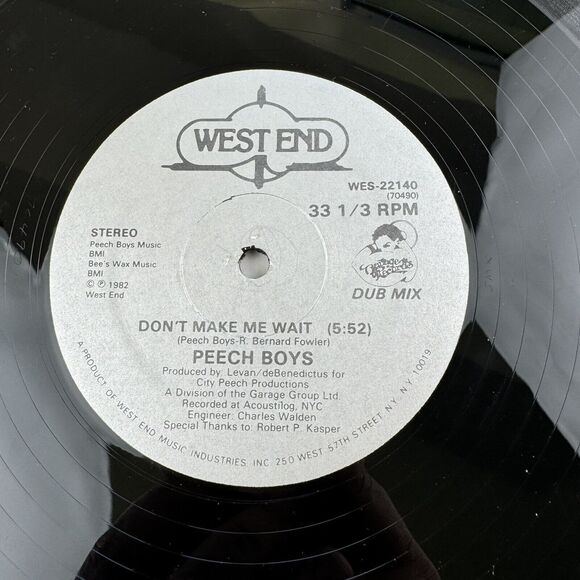 WEST END
WES-22140
(70490)
33 1/3 RPM
STEREO
Peech Boys Music
BMI
Bee's Wax Music
BMI
© ℗ 1982
West End
DUB MIX
DON'T MAKE ME WAIT (5:52)
(Peech Boys-R. Bernard Fowler)
PEECH BOYS
Produced by Levan/deBenedictus for
City Peech Productions
A Division of the Garage Group Ltd.
Recorded at Acoustilog, NYC
Engineer: Charles Walden
Special Thanks to: Robert P. Kasper
A PRODUCT OF WEST END MUSIC INDUSTRIES, INC. 250 WEST 57TH STREET NY, N.Y. 10019